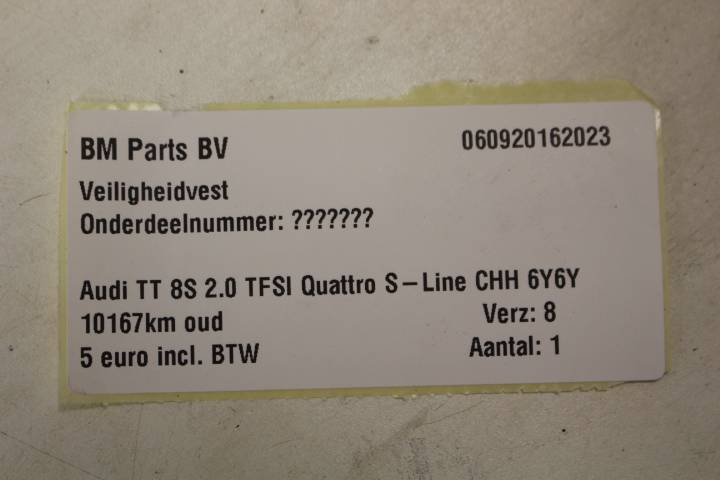 BM Parts BV 060920162023
Veiligheidvest
Onderdeelnummer: ???????
Audi TT 8S 2.0 TFSI Quattro S-Line CHH 6Y6Y
10167km oud Verz: 8
5 euro incl. BTW Aantal: 1